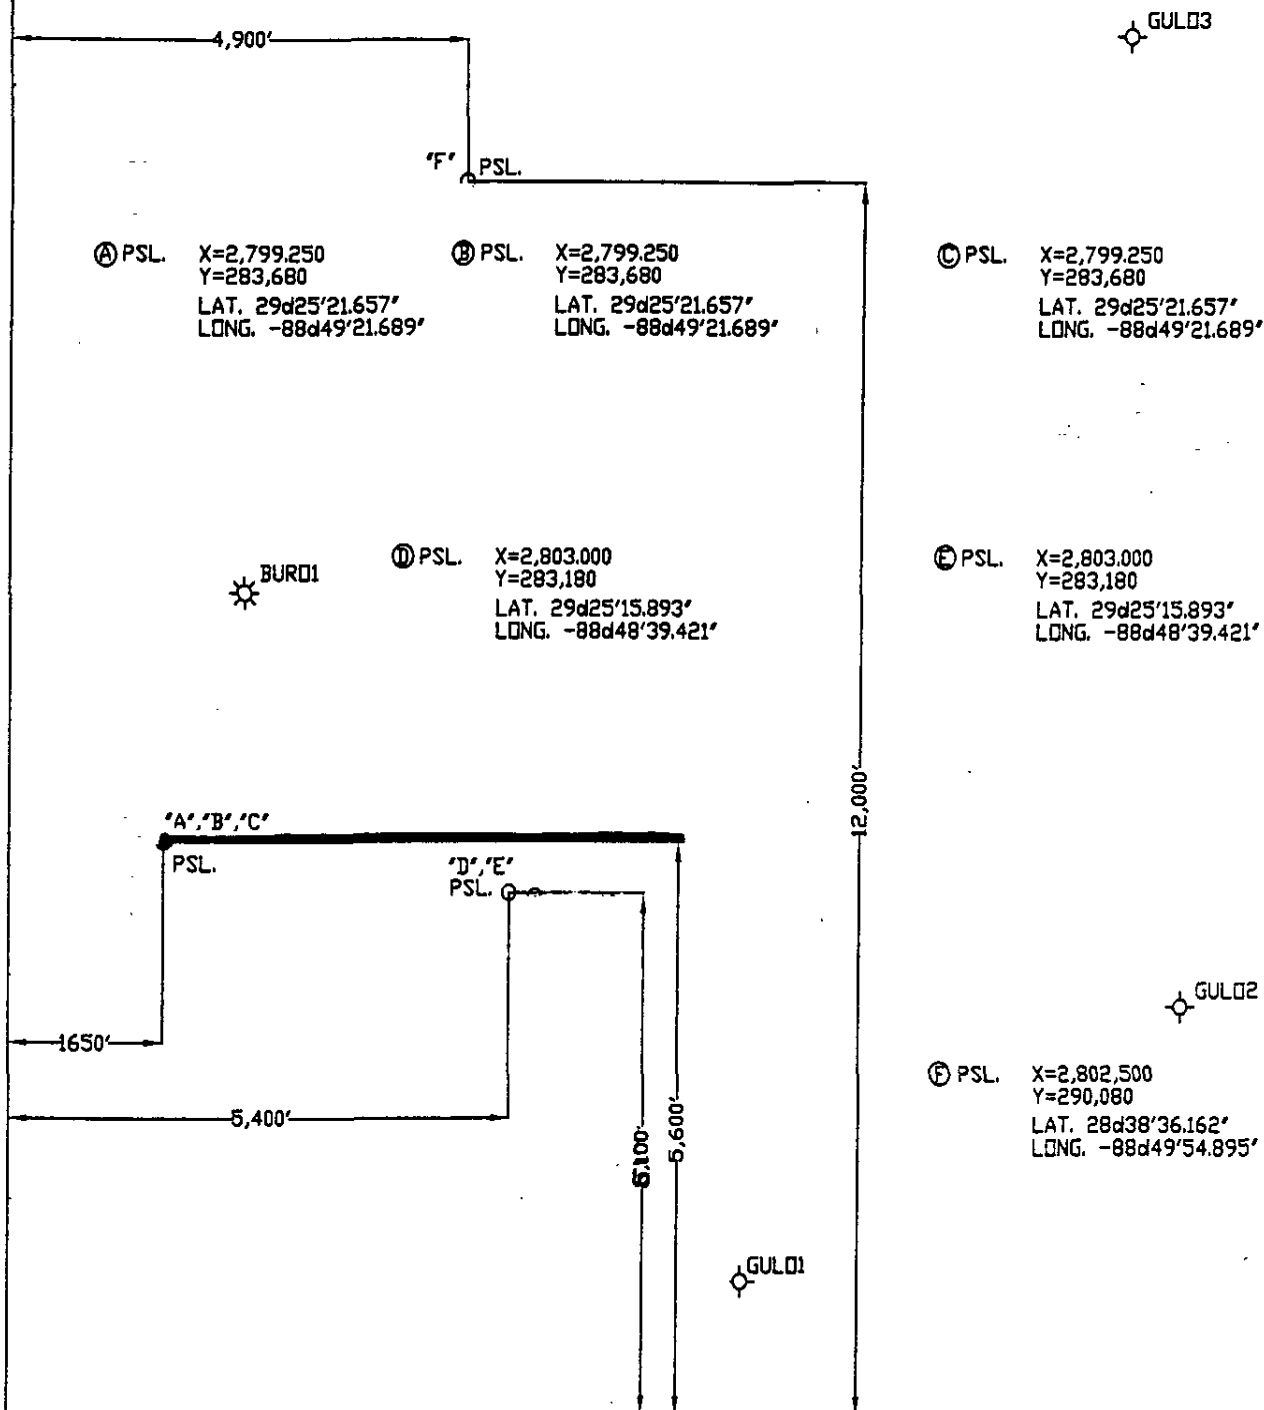 GULO3
4,900'
"F" PSL.
Ⓐ PSL. X=2,799.250
Y=283,680
LAT. 29d25'21.657"
LONG. -88d49'21.689"
Ⓑ PSL. X=2,799.250
Y=283,680
LAT. 29d25'21.657"
LONG. -88d49'21.689"
Ⓒ PSL. X=2,799.250
Y=283,680
LAT. 29d25'21.657"
LONG. -88d49'21.689"
BURO1
Ⓓ PSL. X=2,803.000
Y=283,180
LAT. 29d25'15.893"
LONG. -88d48'39.421"
Ⓔ PSL. X=2,803.000
Y=283,180
LAT. 29d25'15.893"
LONG. -88d48'39.421"
12,000'
"A","B","C"
PSL.
"D","E"
PSL.
GULO2
1650'
5,400'
5,600'
Ⓕ PSL. X=2,802,500
Y=290,080
LAT. 28d38'36.162"
LONG. -88d49'54.895"
GULO1